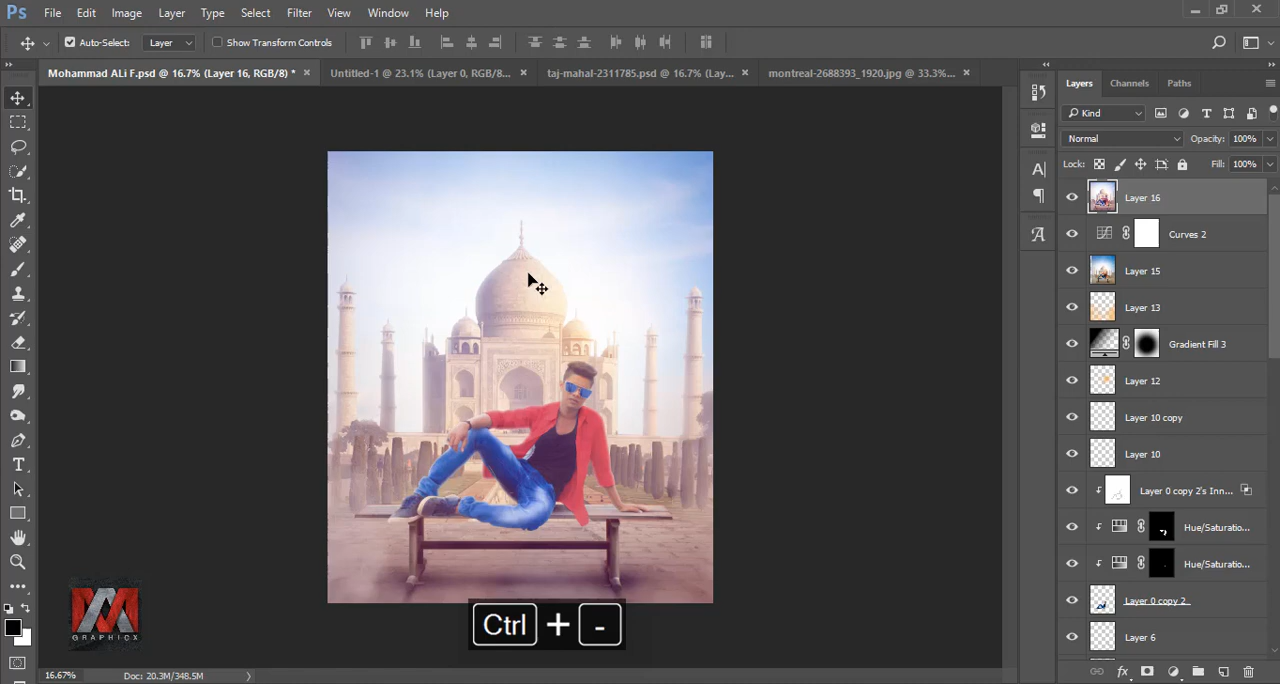 Ps File Edit Image Layer Type Select Filter 3D View Window Help
Auto-Select: Layer Show Transform Controls
Mohammad ALi F.psd @ 16.7% (Layer 16, RGB/8) * × Untitled-1 @ 23.1% (Layer 0, RGB/8... × taj-mahal-2311785.psd @ 16.7% (Lay... × montreal-2688393_1920.jpg @ 33.3%... ×
Layers Channels Paths
Kind
Normal Opacity: 100%
Lock: Fill: 100%
Layer 16
Curves 2
Layer 15
Layer 13
Gradient Fill 3
Layer 12
Layer 10 copy
Layer 10
Layer 0 copy 2's Inn...
Hue/Saturatio...
Hue/Saturatio...
Layer 0 copy 2
Layer 6
GRAPHICX
Ctrl + -
16.67% Doc: 20.3M/348.5M